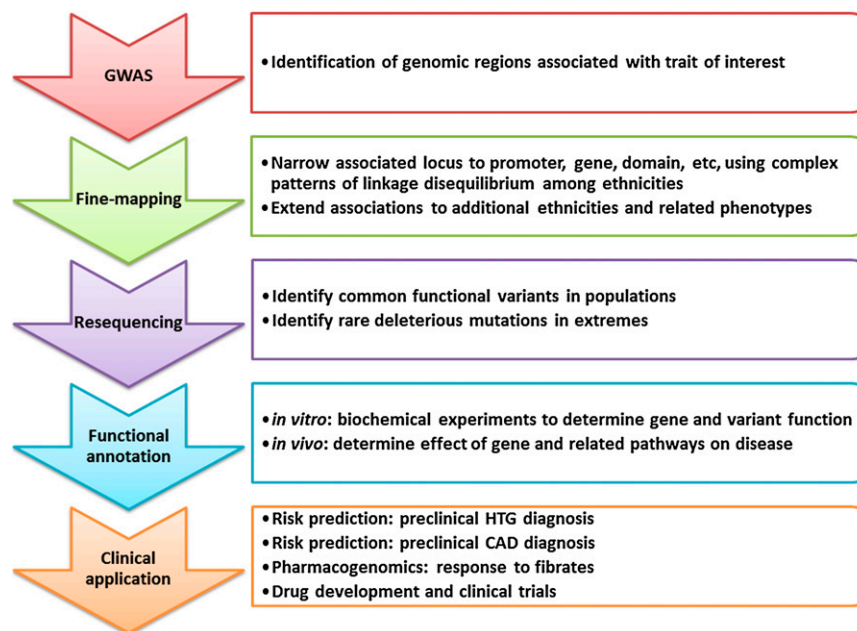 GWAS
•Identification of genomic regions associated with trait of interest
Fine-mapping
•Narrow associated locus to promoter, gene, domain, etc, using complex
patterns of linkage disequilibrium among ethnicities
•Extend associations to additional ethnicities and related phenotypes
Resequencing
•Identify common functional variants in populations
•Identify rare deleterious mutations in extremes
Functional
annotation
•in vitro: biochemical experiments to determine gene and variant function
•in vivo: determine effect of gene and related pathways on disease
Clinical
application
•Risk prediction: preclinical HTG diagnosis
•Risk prediction: preclinical CAD diagnosis
•Pharmacogenomics: response to fibrates
•Drug development and clinical trials